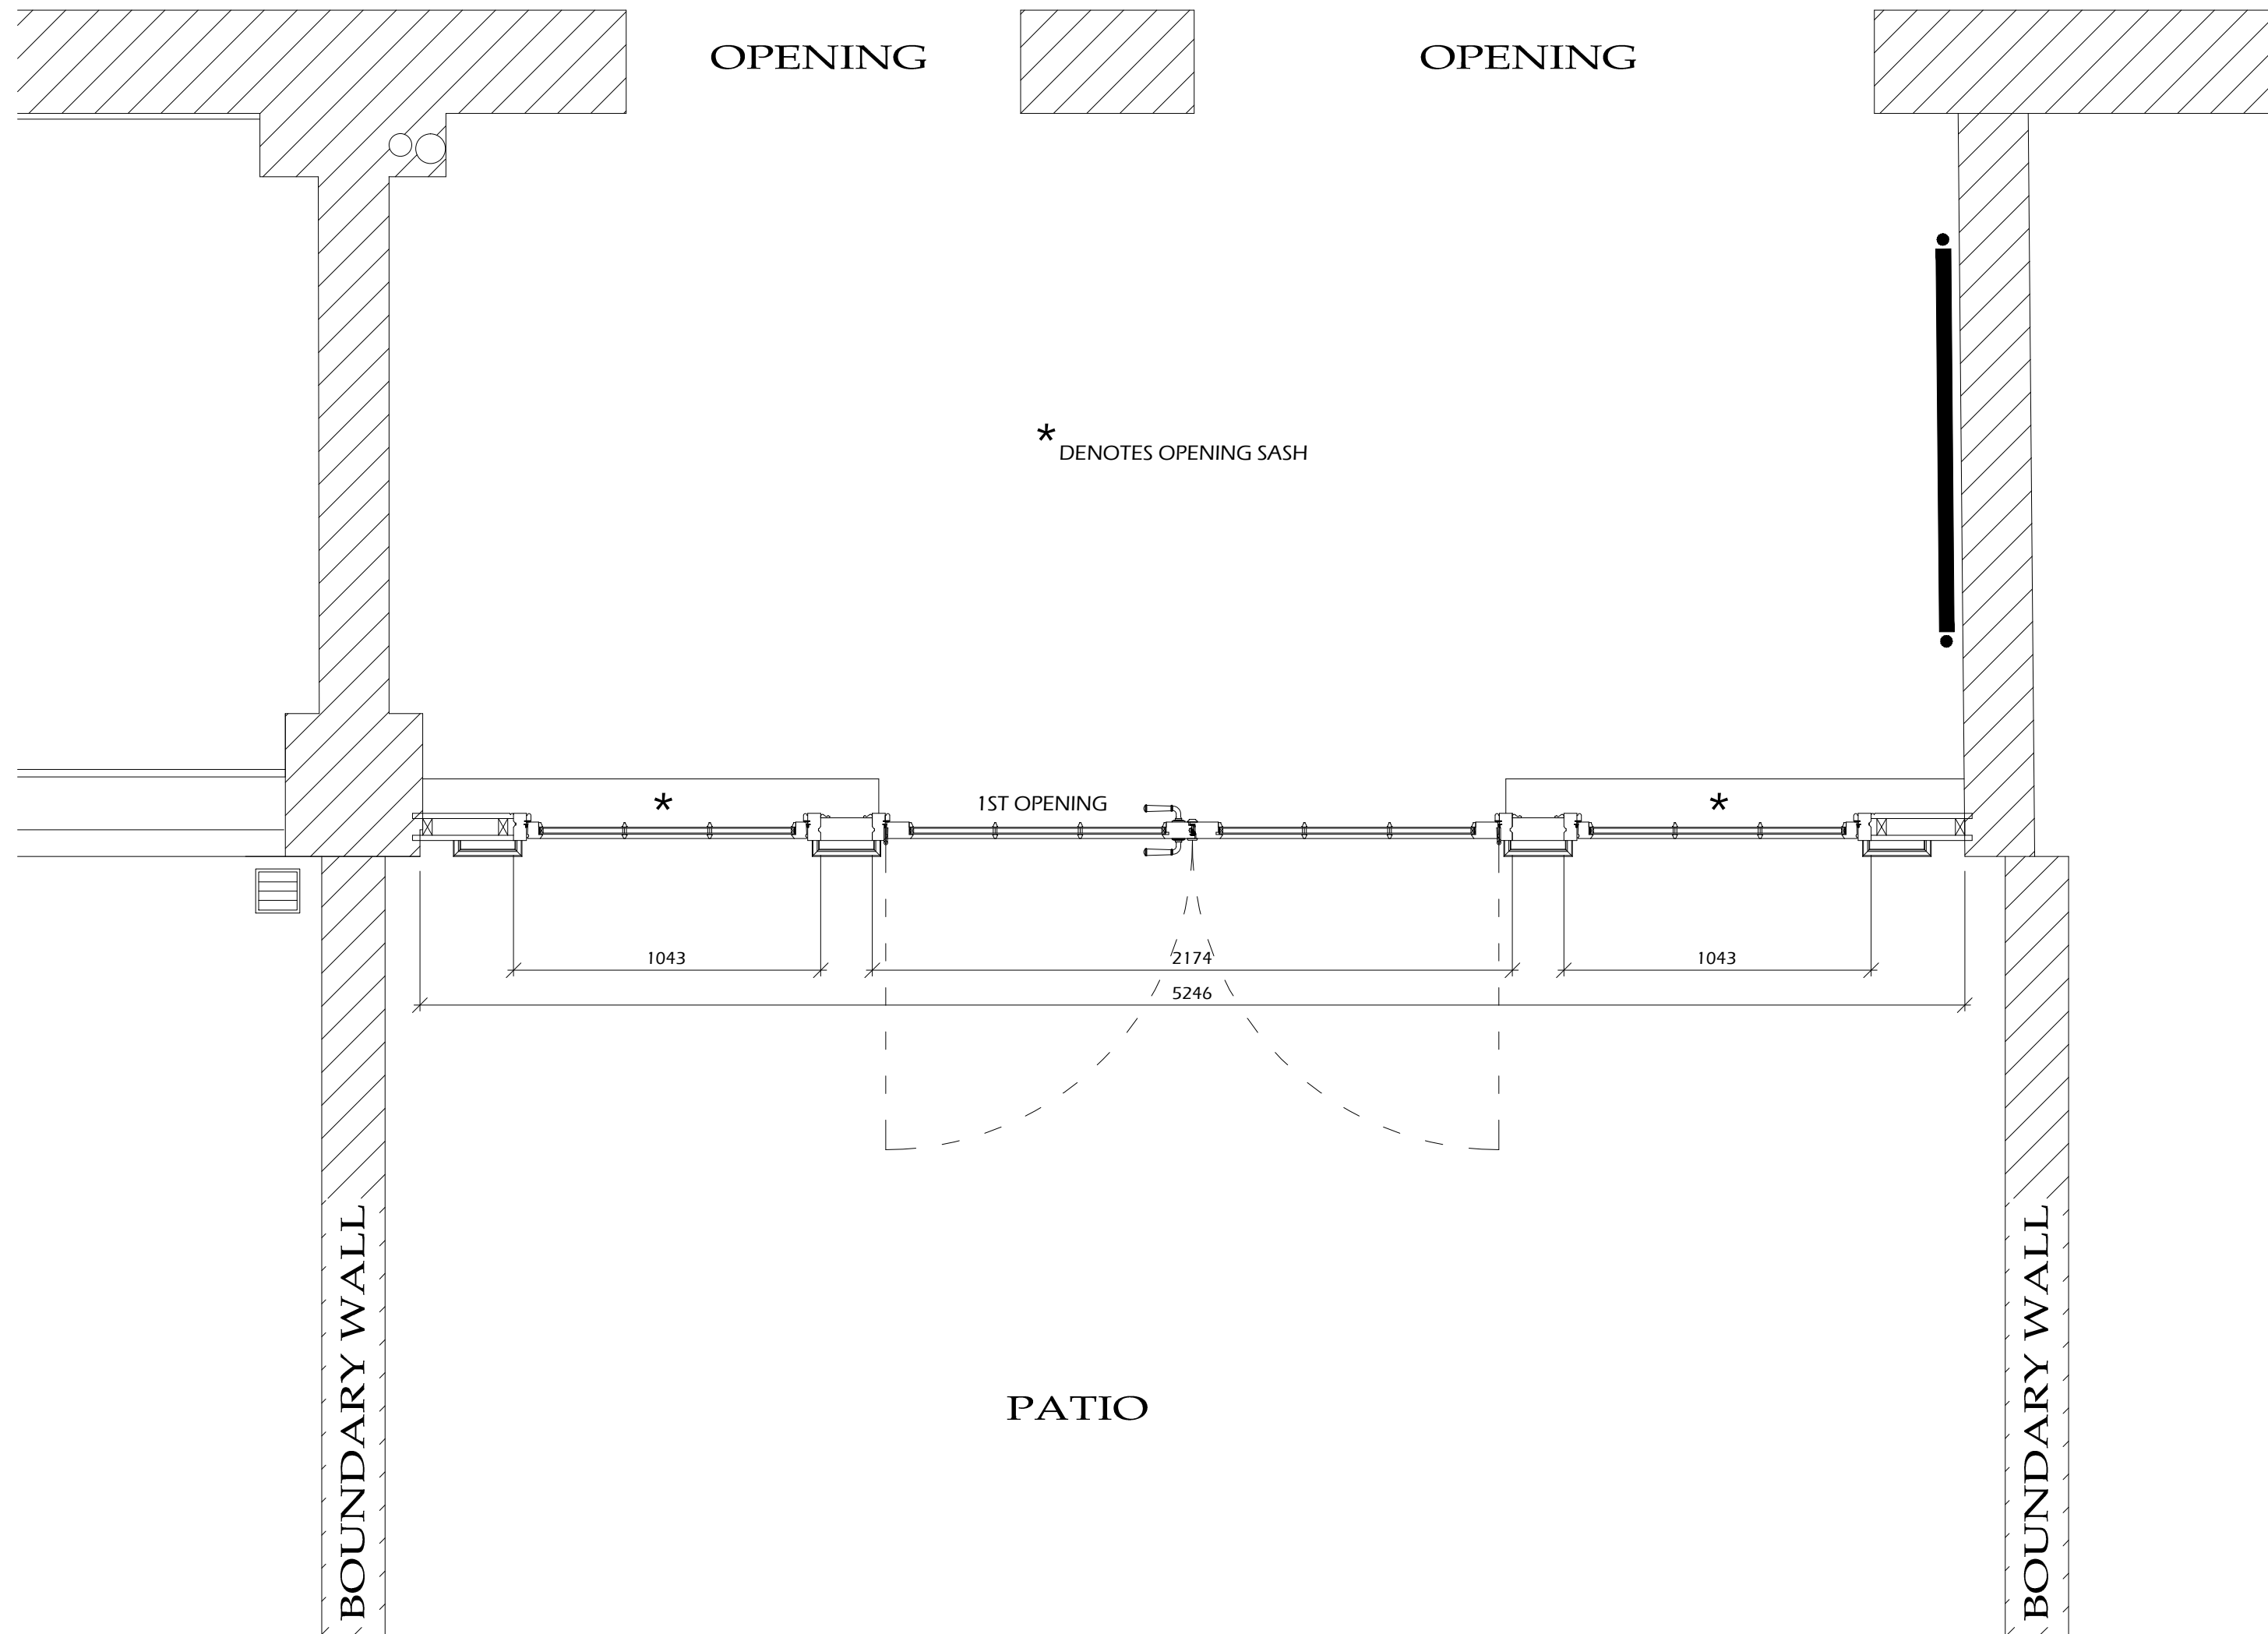 OPENING
OPENING
* DENOTES OPENING SASH
*
1ST OPENING
*
1043
2174
1043
5246
BOUNDARY WALL
BOUNDARY WALL
PATIO